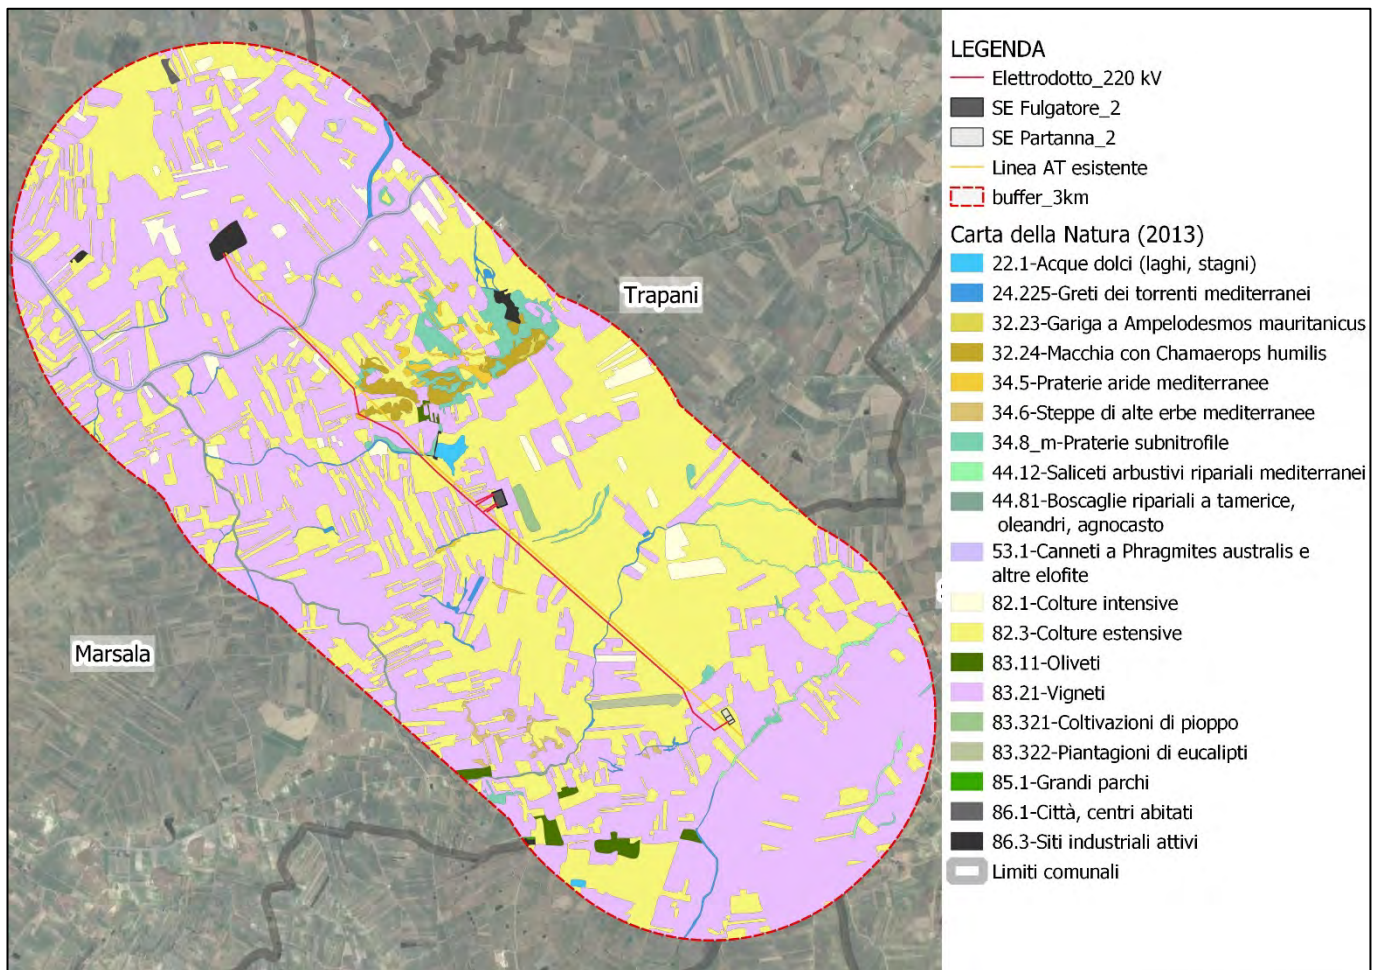 LEGENDA
Elettrodotto_220 kV
SE Fulgatore_2
SE Partanna_2
Linea AT esistente
buffer_3km
Carta della Natura (2013)
22.1-Acque dolci (laghi, stagni)
24.225-Greti dei torrenti mediterranei
32.23-Gariga a Ampelodesmos mauritanicus
32.24-Macchia con Chamaerops humilis
34.5-Praterie aride mediterranee
34.6-Steppe di alte erbe mediterranee
34.8_m-Praterie subnitrofile
44.12-Saliceti arbustivi ripariali mediterranei
44.81-Boscaglie ripariali a tamerice,
oleandri, agnocasto
53.1-Canneti a Phragmites australis e
altre elofite
82.1-Colture intensive
82.3-Colture estensive
83.11-Oliveti
83.21-Vigneti
83.321-Coltivazioni di pioppo
83.322-Piantagioni di eucalipti
85.1-Grandi parchi
86.1-Città, centri abitati
86.3-Siti industriali attivi
Limiti comunali
Trapani
Marsala